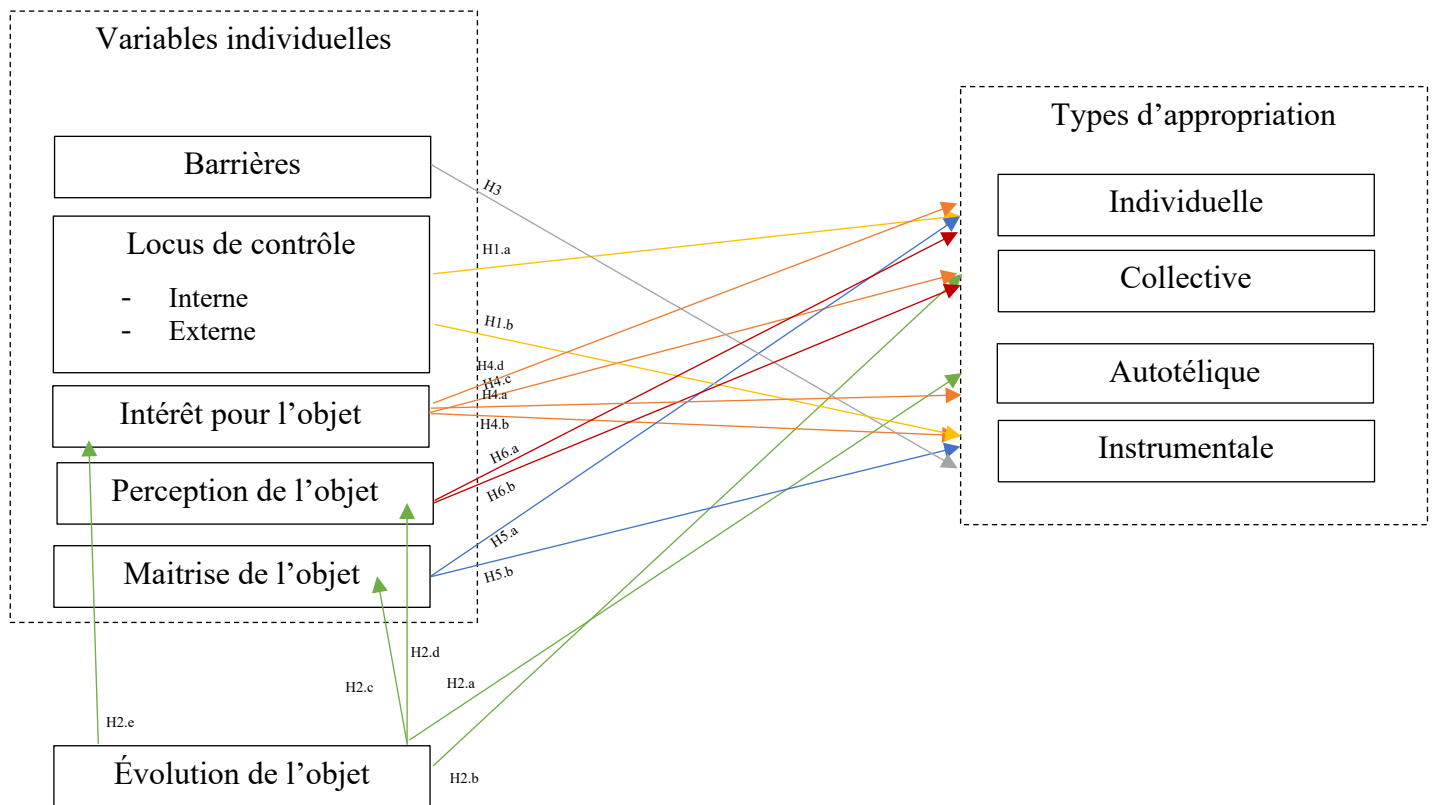 Variables individuelles
Barrières
Locus de contrôle
- Interne
- Externe
Intérêt pour l’objet
Perception de l’objet
Maitrise de l’objet
Évolution de l’objet
H3
H1.a
H1.b
H4.d
H4.c
H4.a
H4.b
H6.a
H6.b
H5.a
H5.b
H2.d
H2.c
H2.a
H2.e
H2.b
Types d’appropriation
Individuelle
Collective
Autotélique
Instrumentale